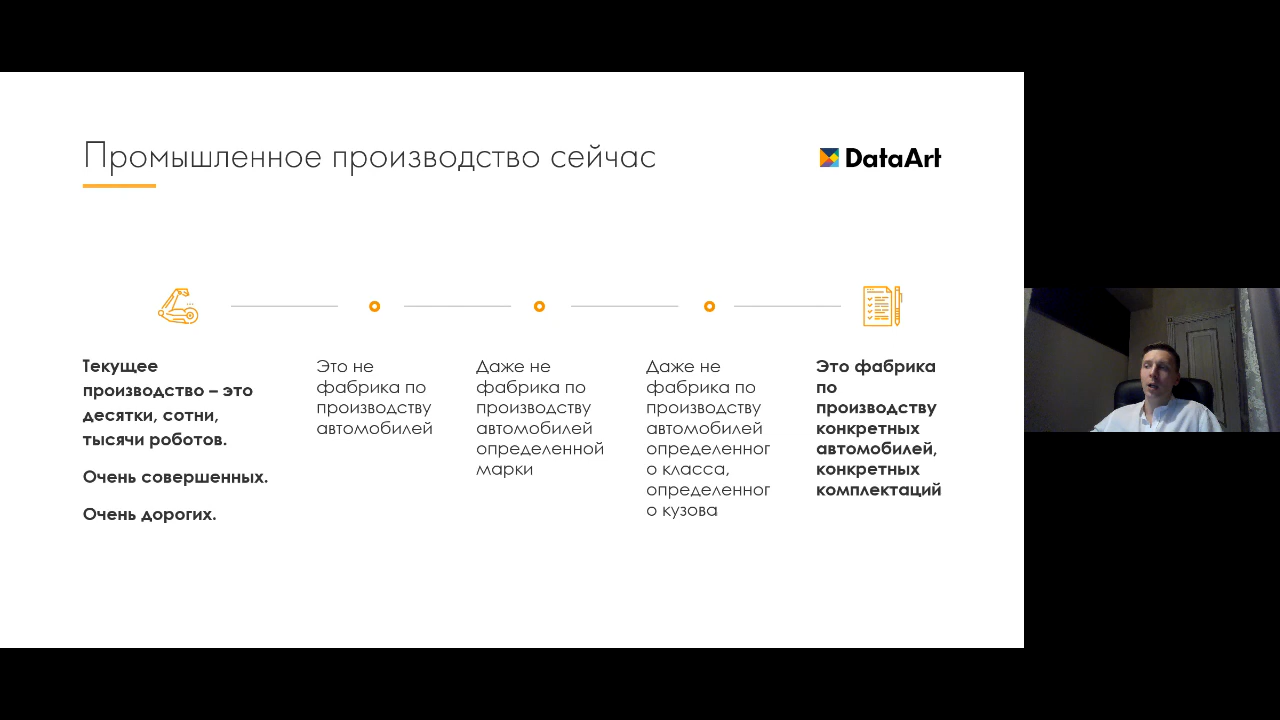 Промышленное производство сейчас
DataArt
Текущее
производство – это
десятки, сотни,
тысячи роботов.
Очень совершенных.
Очень дорогих.
Это не
фабрика по
производству
автомобилей
Даже не
фабрика по
производству
автомобилей
определенной
марки
Даже не
фабрика по
производству
автомобилей
определенног
о класса,
определенног
о кузова
Это фабрика
по
производству
конкретных
автомобилей,
конкретных
комплектаций